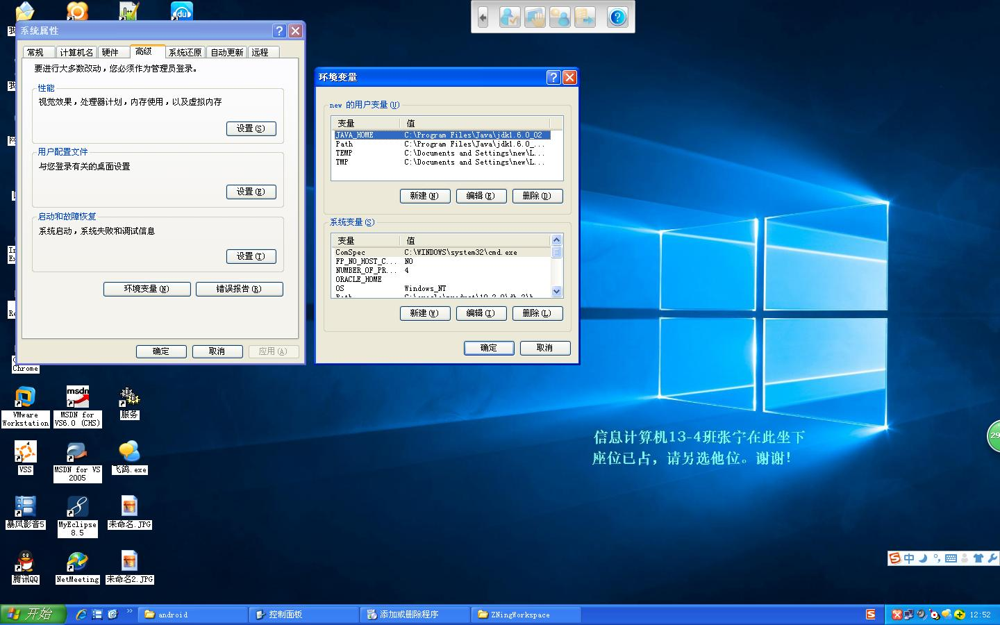 系统属性
常规 计算机名 硬件 高级 系统还原 自动更新 远程
要进行大多数改动，您必须作为管理员登录。
性能
视觉效果，处理器计划，内存使用，以及虚拟内存
设置(S)
用户配置文件
与您登录有关的桌面设置
设置(E)
启动和故障恢复
系统启动，系统失败和调试信息
设置(T)
环境变量(N) 错误报告(R)
确定 取消 应用(A)
环境变量
new 的用户变量(U)
变量 值
JAVA_HOME C:\Program Files\Java\jdk1.6.0_02
Path C:\Program Files\Java\jdk1.6.0_...
TEMP C:\Documents and Settings\new\L...
TMP C:\Documents and Settings\new\L...
新建(N) 编辑(E) 删除(D)
系统变量(S)
变量 值
ComSpec C:\WINDOWS\system32\cmd.exe
FP_NO_HOST_C... NO
NUMBER_OF_PR... 4
ORACLE_HOME
OS Windows_NT
新建(W) 编辑(I) 删除(L)
确定 取消
信息计算机13-4班张宁在此坐下
座位已占，请另选他位。谢谢！
29
Chrome
VMware
Workstation
MSDN for
VS6.0 (CHS)
服务
VSS
MSDN for VS
2005
飞鸽.exe
暴风影音5
MyEclipse
8.5
未命名.JPG
腾讯QQ
NetMeeting
未命名2.JPG
中
开始
android
控制面板
添加或删除程序
ZNingWorkspace
12:52